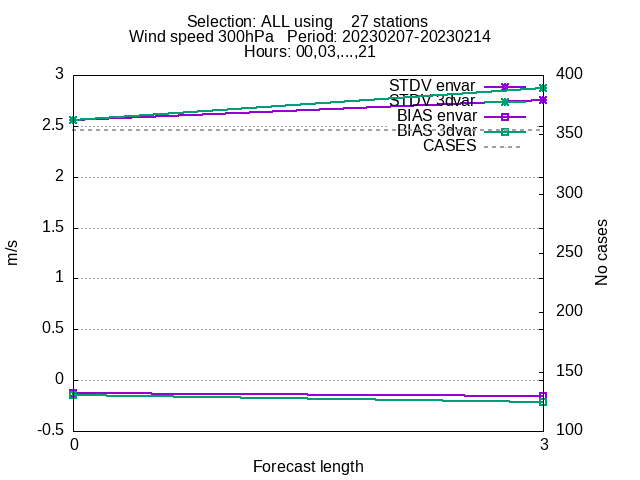 Selection: ALL using    27 stations
Wind speed 300hPa   Period: 20230207-20230214
Hours: 00,03,...,21
3
2.5
2
1.5
1
0.5
0
-0.5
m/s
400
350
300
250
200
150
100
No cases
STDV envar
STDV 3dvar
BIAS envar
BIAS 3dvar
CASES
0
3
Forecast length